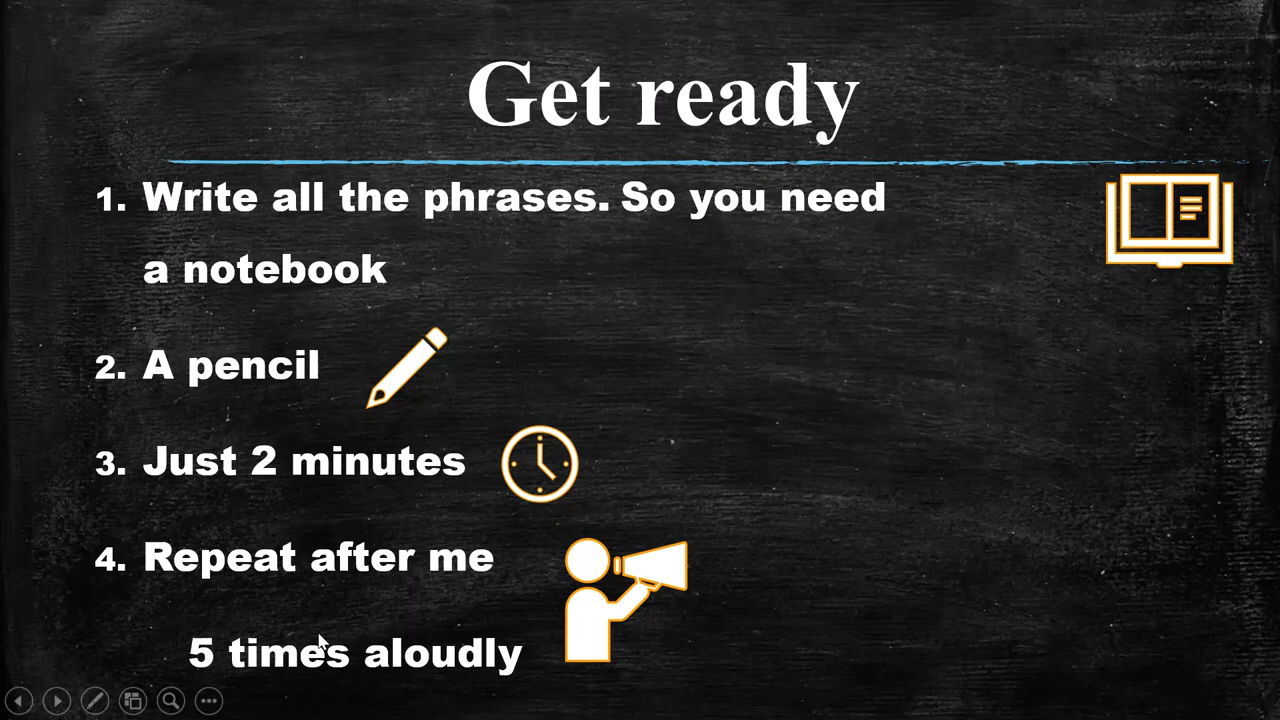 Get ready
1. Write all the phrases. So you need
a notebook
2. A pencil
3. Just 2 minutes
4. Repeat after me
5 times aloudly